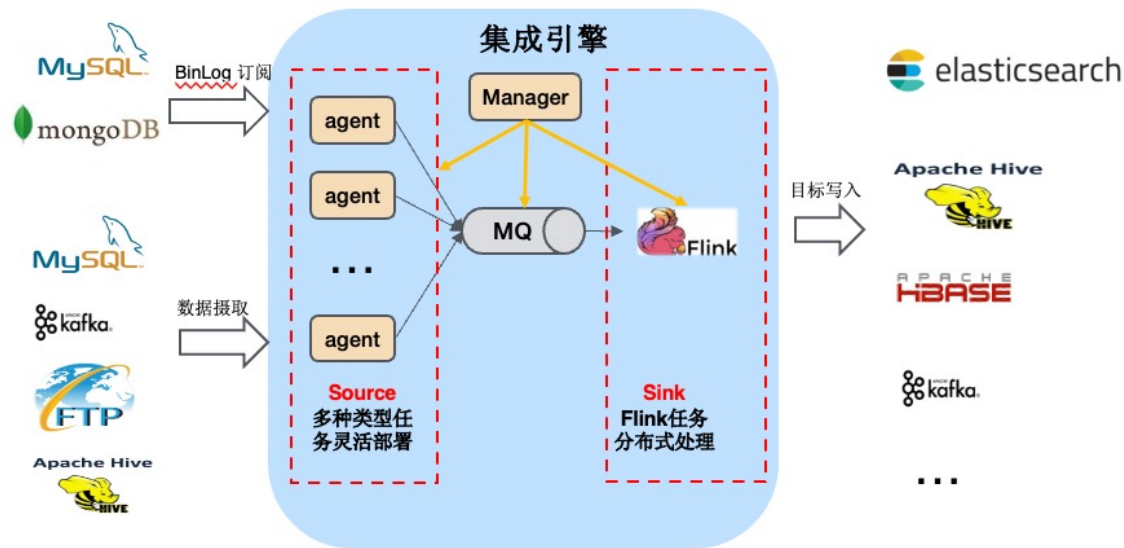 集成引擎
MySQL
BinLog 订阅
mongoDB
agent
agent
...
agent
Manager
MQ
Flink
Source
多种类型任
务灵活部署
Sink
Flink任务
分布式处理
MySQL
kafka
数据摄取
FTP
Apache Hive
HIVE
目标写入
elasticsearch
Apache Hive
HIVE
APACHE
HBASE
kafka
...